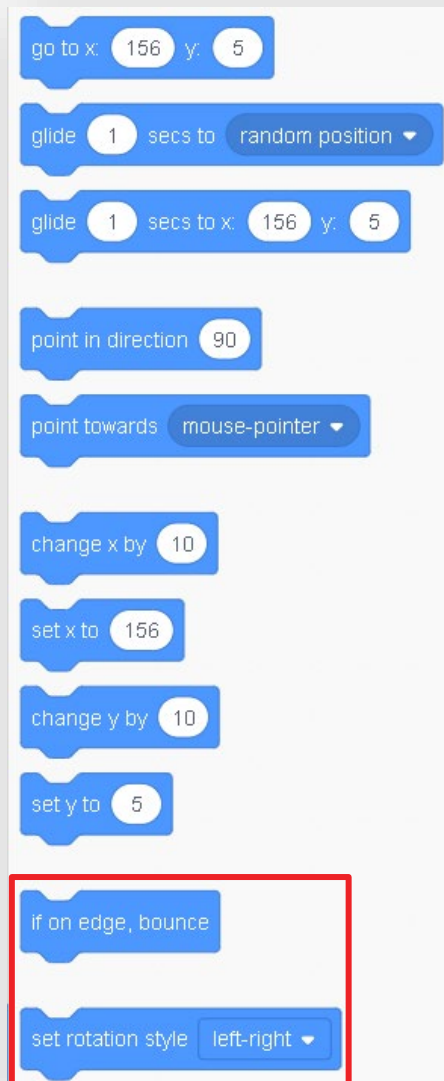 go to x: 156 y: 5
glide 1 secs to random position
glide 1 secs to x: 156 y: 5
point in direction 90
point towards mouse-pointer
change x by 10
set x to 156
change y by 10
set y to 5
if on edge, bounce
set rotation style left-right